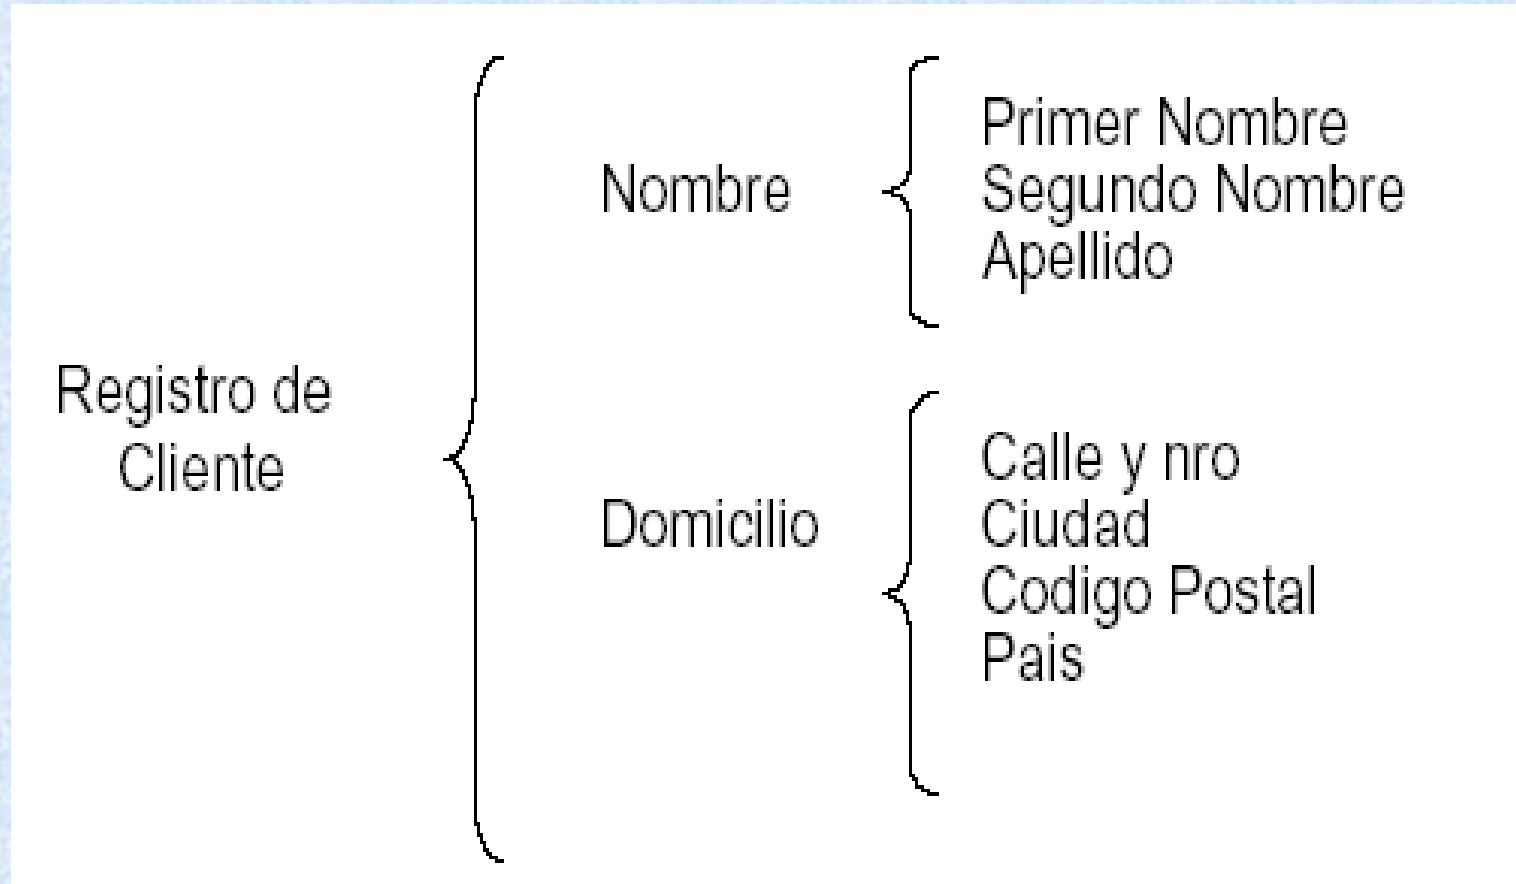 Registro de
Cliente
Nombre
Primer Nombre
Segundo Nombre
Apellido
Domicilio
Calle y nro
Ciudad
Codigo Postal
Pais